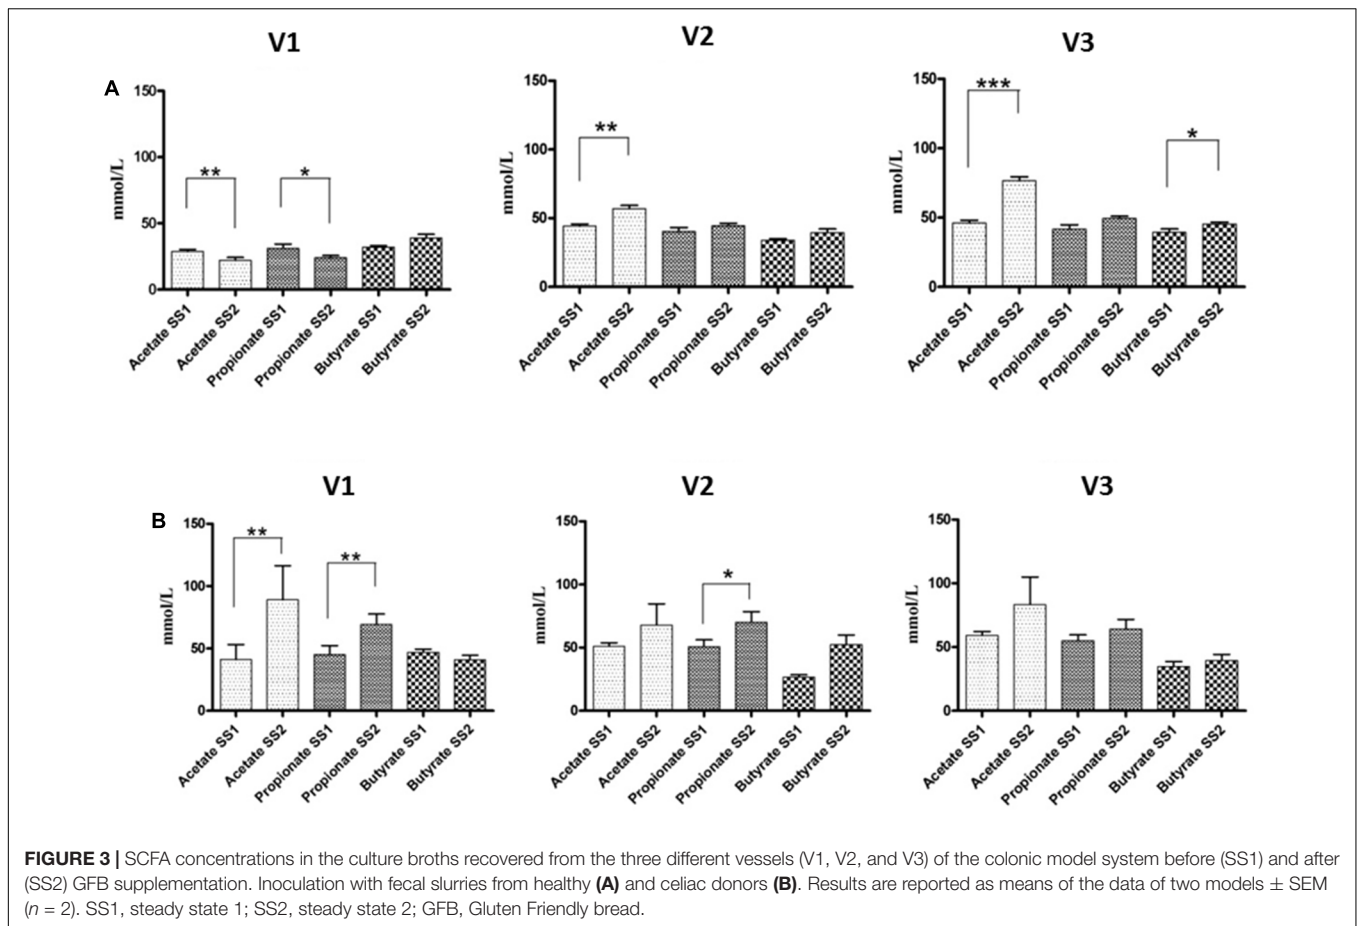 V1
V2
V3
A
150
100
50
0
mmol/L
**
*
Acetate SS1
Acetate SS2
Propionate SS1
Propionate SS2
Butyrate SS1
Butyrate SS2
150
100
50
0
mmol/L
**
Acetate SS1
Acetate SS2
Propionate SS1
Propionate SS2
Butyrate SS1
Butyrate SS2
150
100
50
0
mmol/L
***
*
Acetate SS1
Acetate SS2
Propionate SS1
Propionate SS2
Butyrate SS1
Butyrate SS2
V1
V2
V3
B
150
100
50
0
mmol/L
**
**
Acetate SS1
Acetate SS2
Propionate SS1
Propionate SS2
Butyrate SS1
Butyrate SS2
150
100
50
0
mmol/L
*
Acetate SS1
Acetate SS2
Propionate SS1
Propionate SS2
Butyrate SS1
Butyrate SS2
150
100
50
0
mmol/L
Acetate SS1
Acetate SS2
Propionate SS1
Propionate SS2
Butyrate SS1
Butyrate SS2
FIGURE 3 | SCFA concentrations in the culture broths recovered from the three different vessels (V1, V2, and V3) of the colonic model system before (SS1) and after
(SS2) GFB supplementation. Inoculation with fecal slurries from healthy (A) and celiac donors (B). Results are reported as means of the data of two models ± SEM
(n = 2). SS1, steady state 1; SS2, steady state 2; GFB, Gluten Friendly bread.